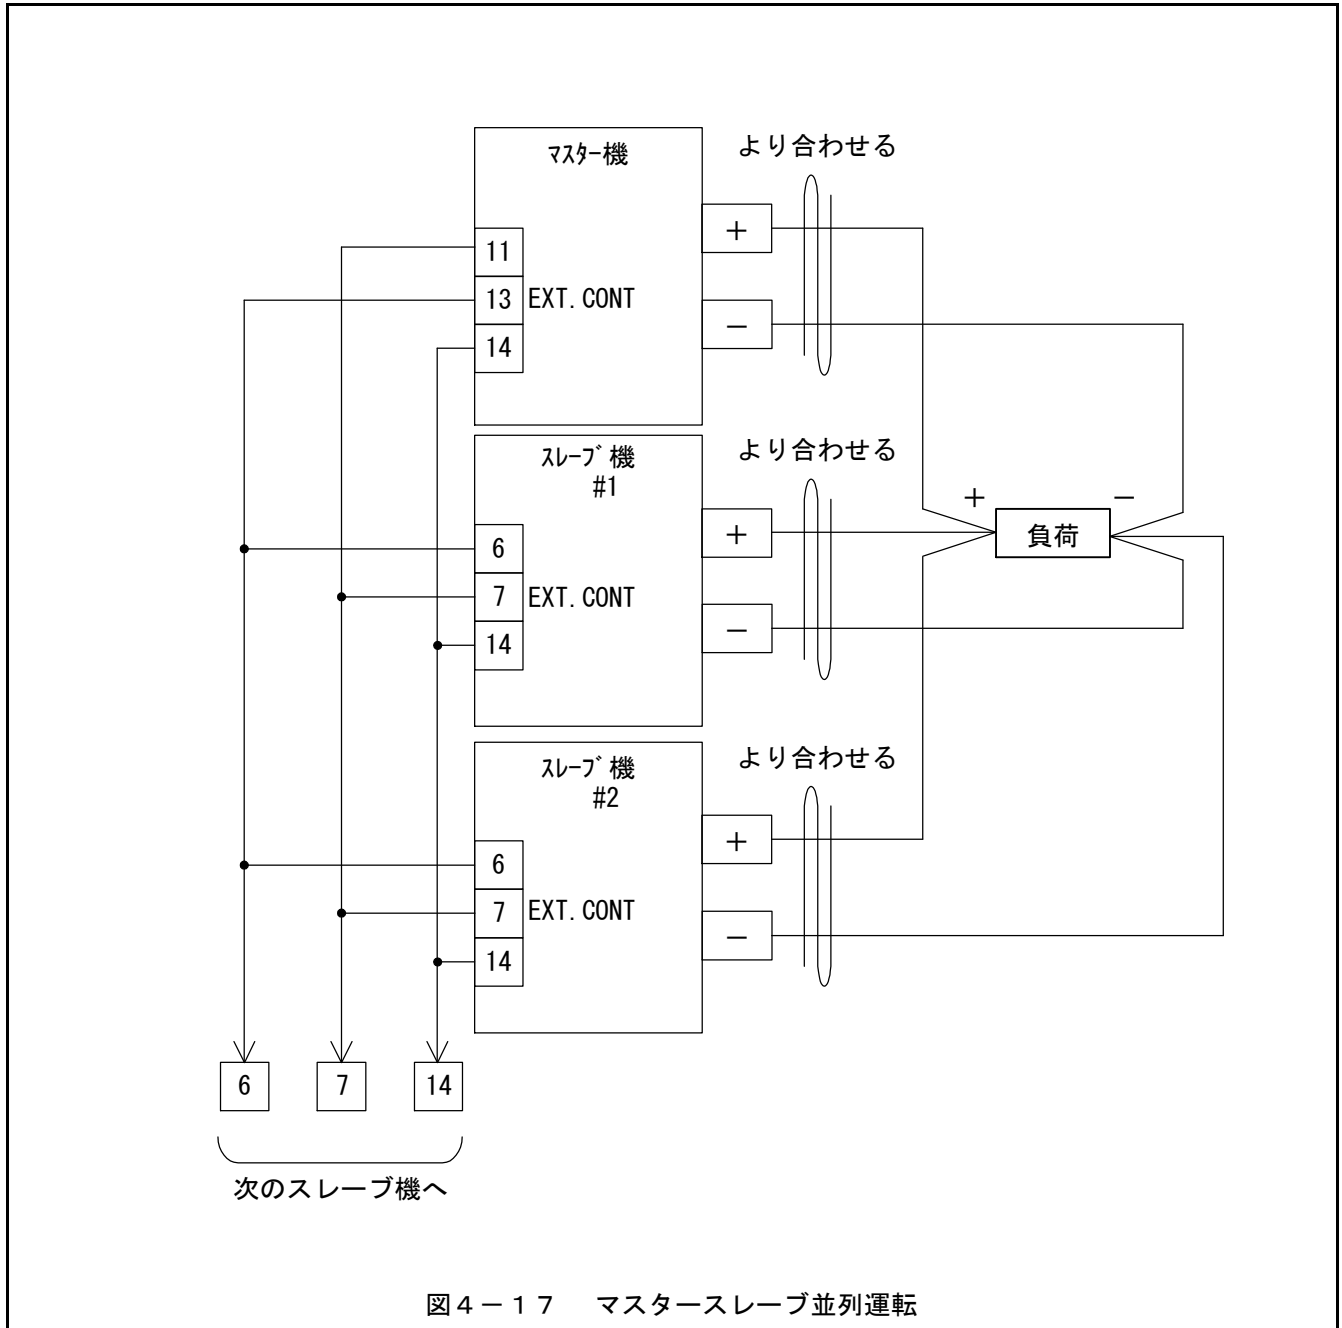 ﾏｽﾀｰ機
より合わせる
+
11
13 EXT.CONT
14
−
ｽﾚｰﾌﾞ機
#1
より合わせる
+
6
7 EXT.CONT
14
−
+
負荷
−
ｽﾚｰﾌﾞ機
#2
より合わせる
+
6
7 EXT.CONT
14
−
6 7 14
次のスレーブ機へ
図４－１７　マスタースレーブ並列運転